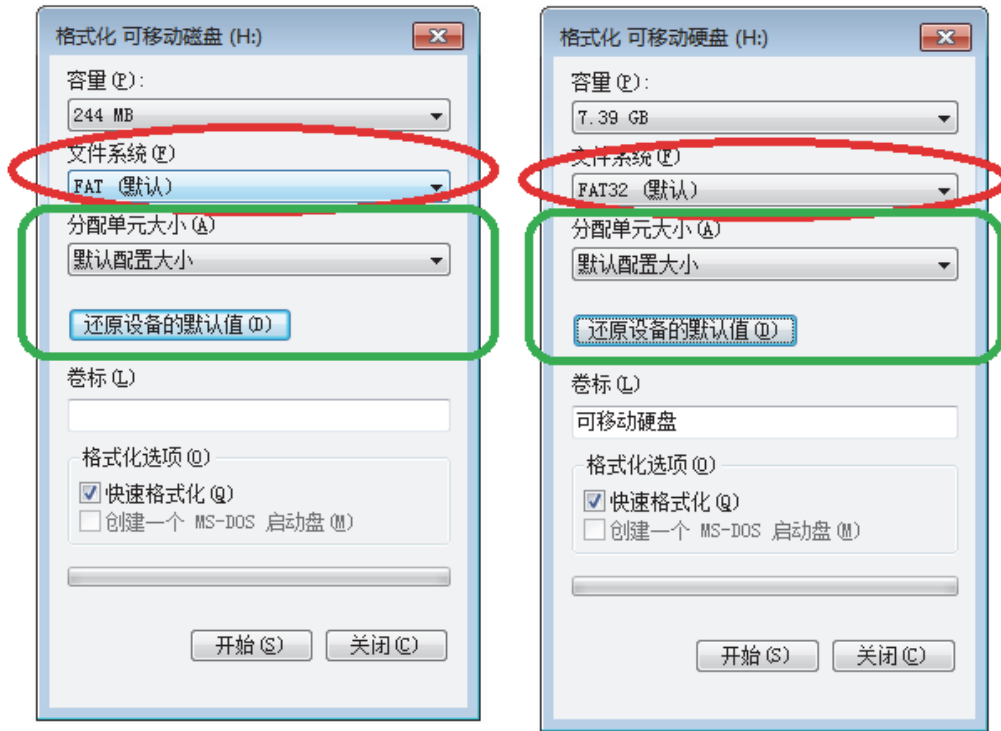 格式化 可移动磁盘 (H:)
容量(P):
244 MB
文件系统(F)
FAT (默认)
分配单元大小(A)
默认配置大小
还原设备的默认值(D)
卷标(L)
格式化选项(O)
快速格式化(Q)
创建一个 MS-DOS 启动盘(M)
开始(S)
关闭(C)
格式化 可移动硬盘 (H:)
容量(P):
7.39 GB
文件系统(F)
FAT32 (默认)
分配单元大小(A)
默认配置大小
还原设备的默认值(D)
卷标(L)
可移动硬盘
格式化选项(O)
快速格式化(Q)
创建一个 MS-DOS 启动盘(M)
开始(S)
关闭(C)